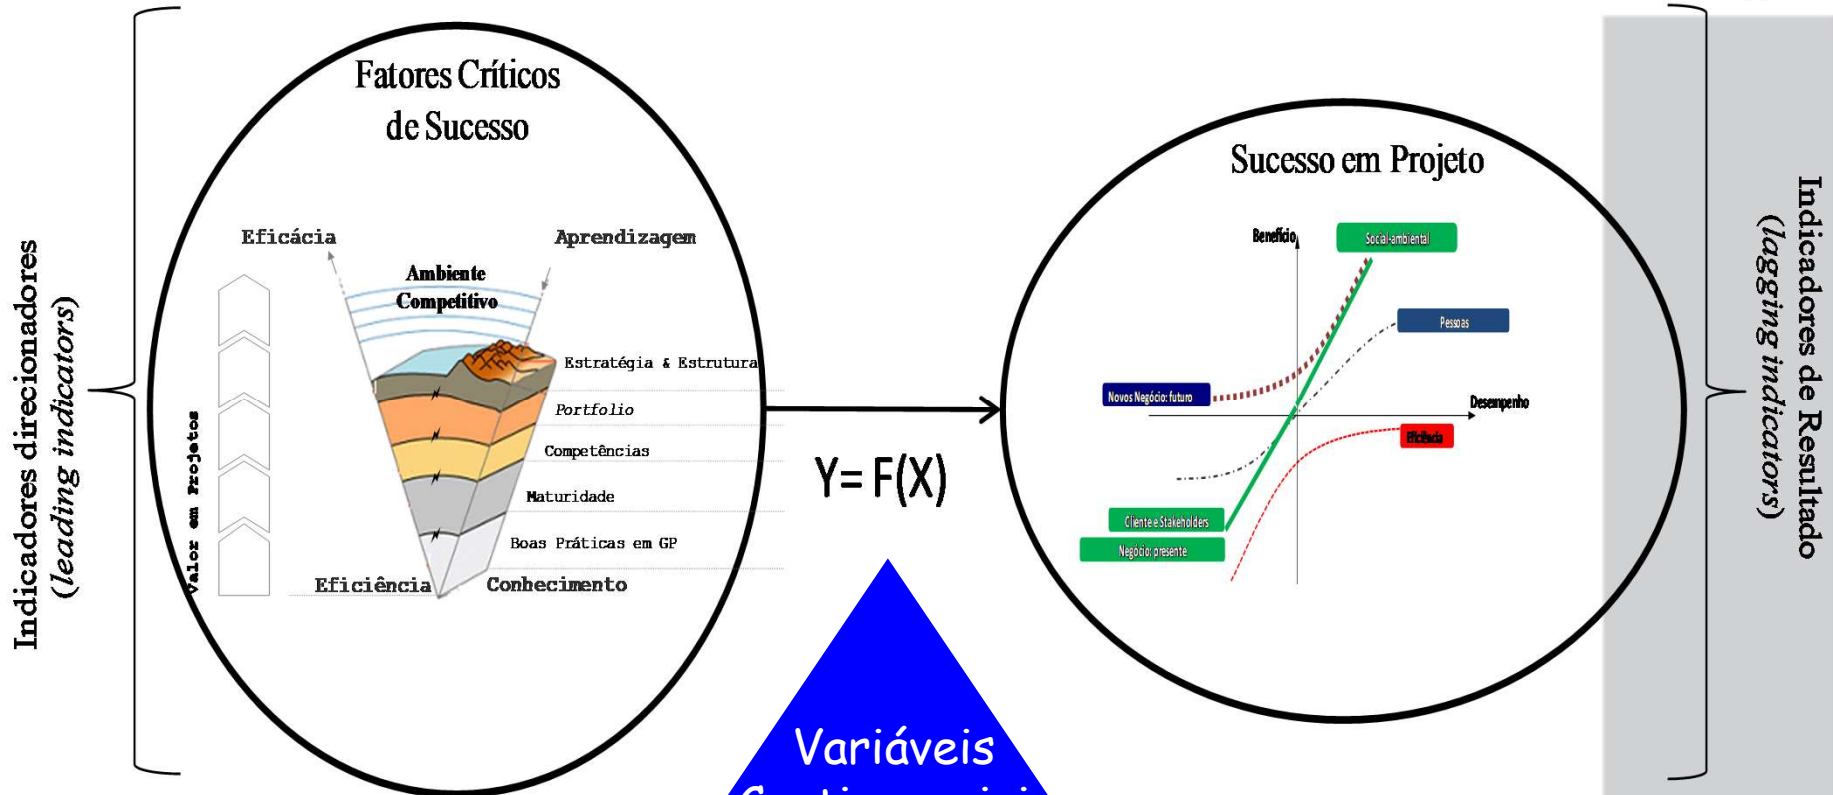 Indicadores direcionadores
(leading indicators)
Fatores Críticos
de Sucesso
Eficácia
Aprendizagem
Ambiente
Competitivo
Valor em Projetos
Estratégia & Estrutura
Portfolio
Competências
Maturidade
Boas Práticas em GP
Eficiência
Conhecimento
Y= F(X)
Variáveis
Sucesso em Projeto
Benefício
Social-ambiental
Pessoas
Novos Negócio: futuro
Desempenho
Eficiência
Cliente e Stakeholders
Negócio: presente
Indicadores de Resultado
(lagging indicators)